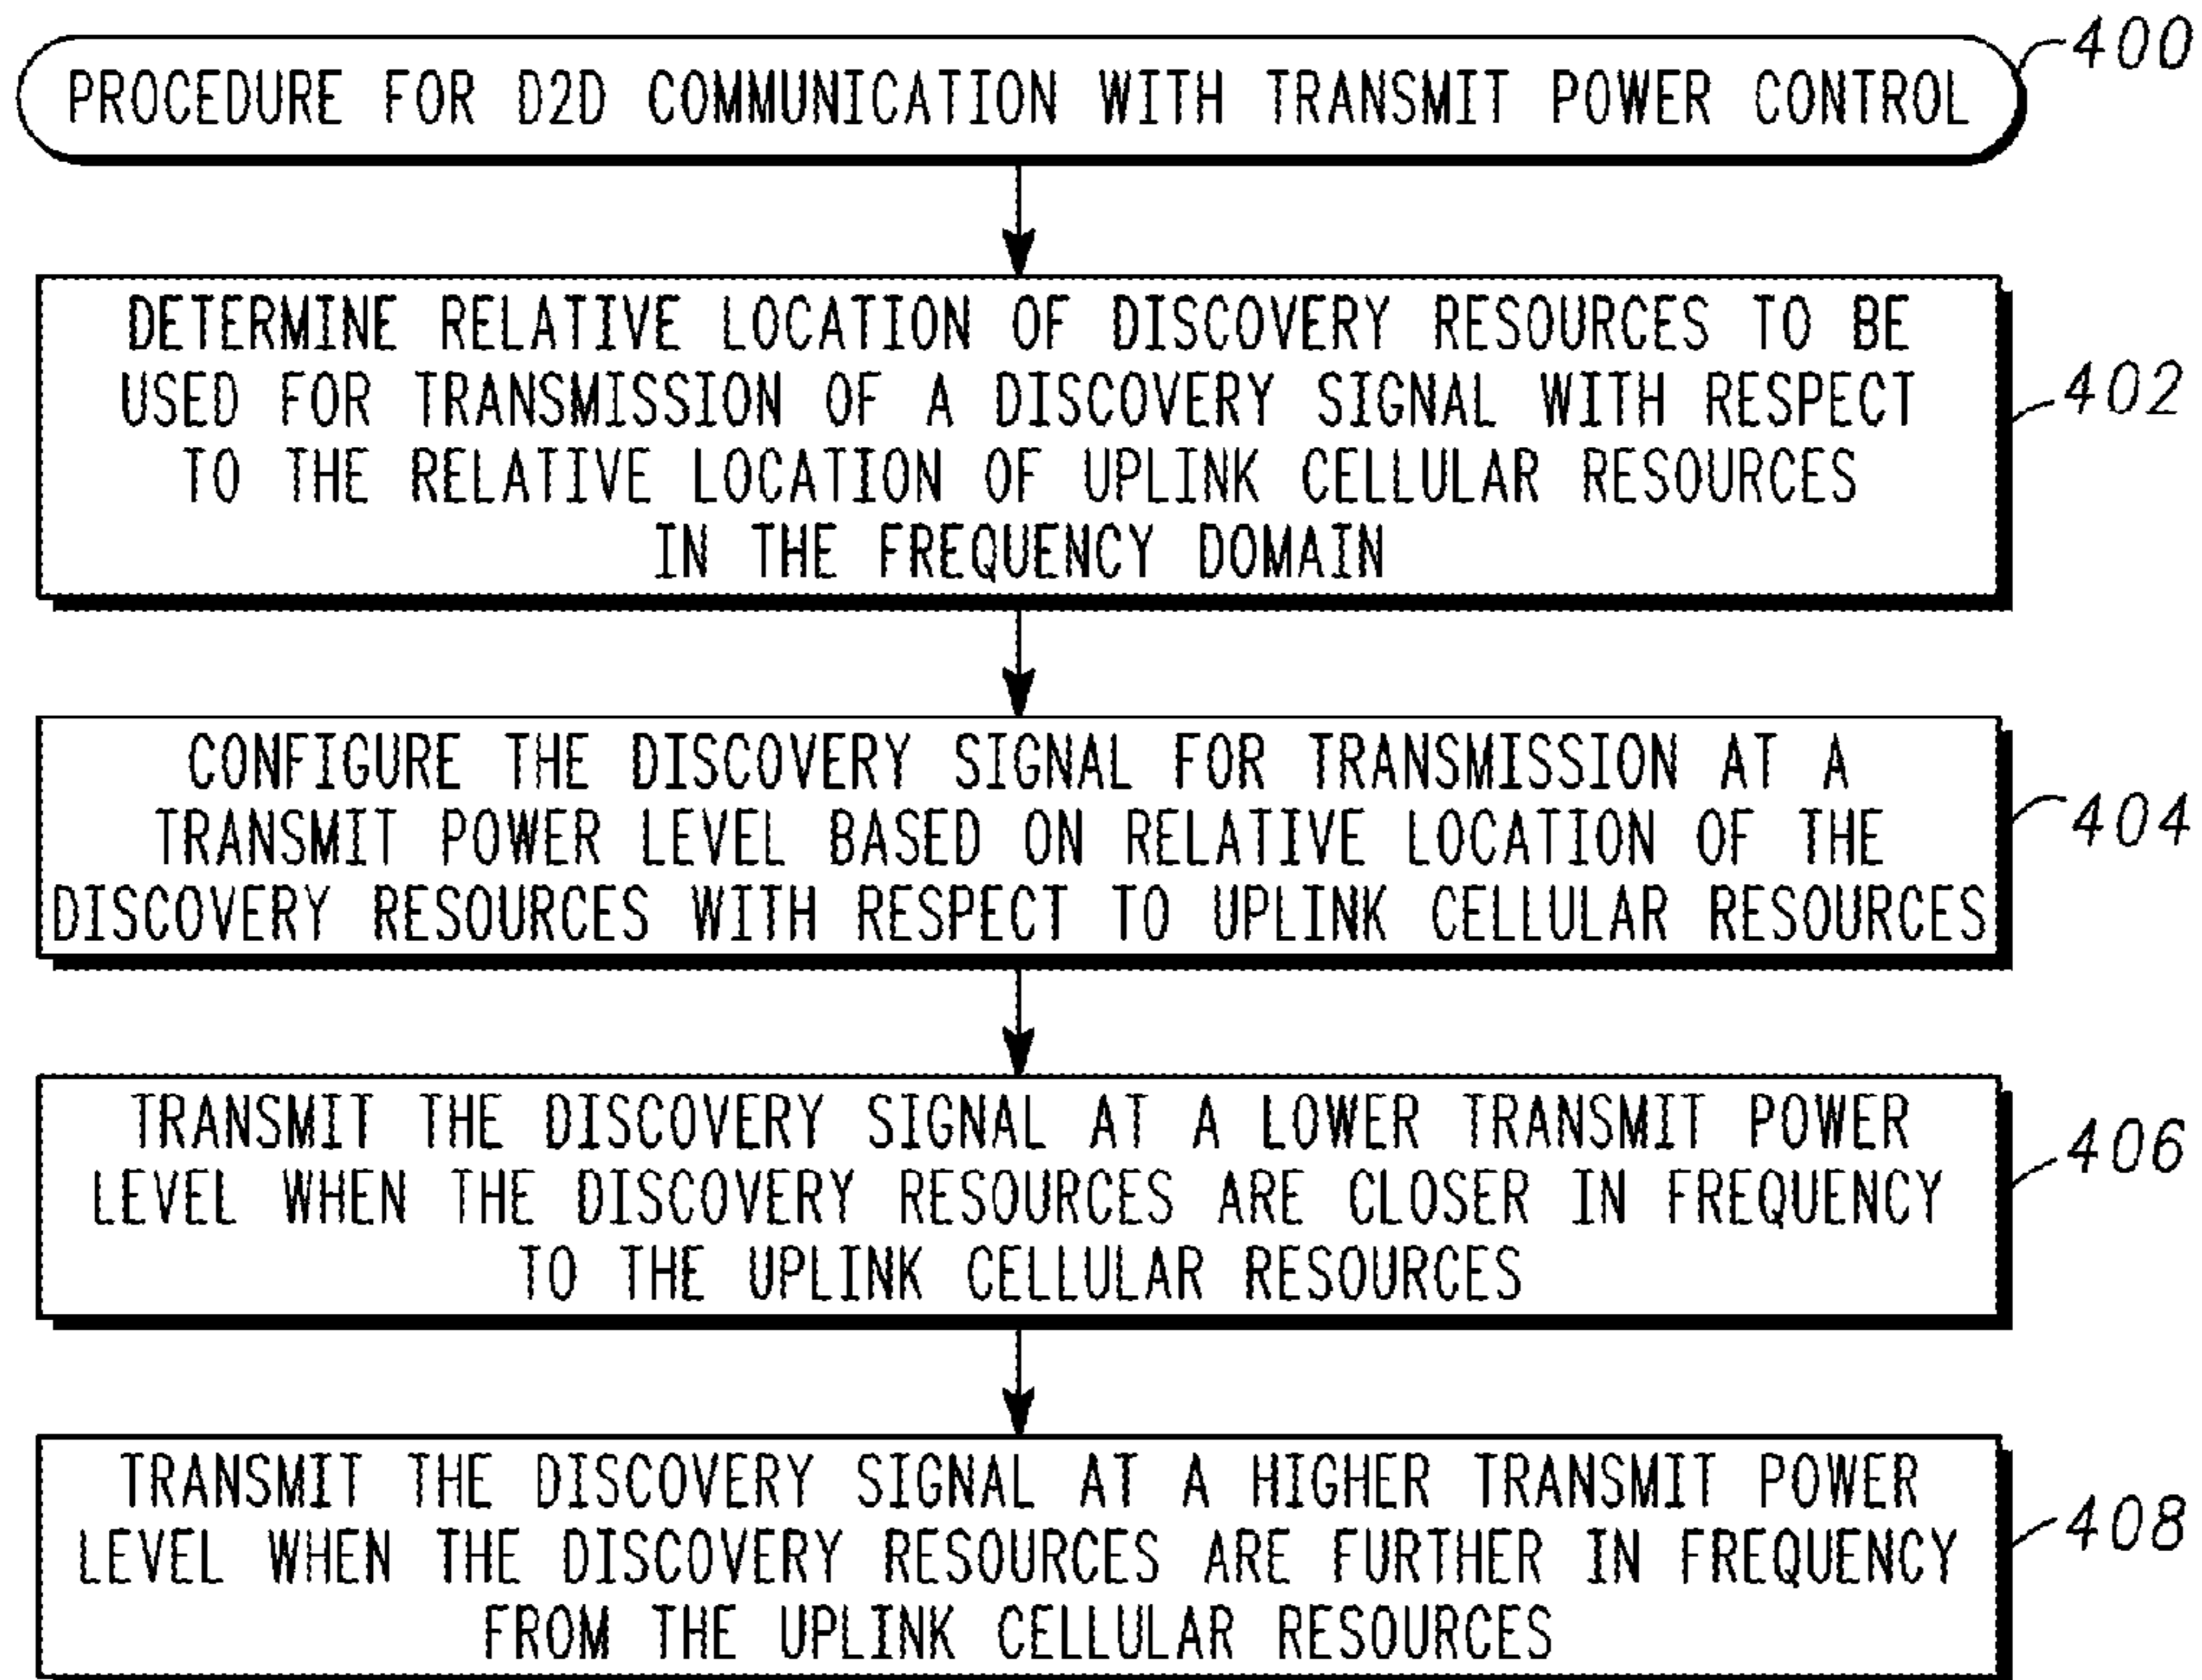 400
PROCEDURE FOR D2D COMMUNICATION WITH TRANSMIT POWER CONTROL
DETERMINE RELATIVE LOCATION OF DISCOVERY RESOURCES TO BE
USED FOR TRANSMISSION OF A DISCOVERY SIGNAL WITH RESPECT
TO THE RELATIVE LOCATION OF UPLINK CELLULAR RESOURCES
IN THE FREQUENCY DOMAIN
402
CONFIGURE THE DISCOVERY SIGNAL FOR TRANSMISSION AT A
TRANSMIT POWER LEVEL BASED ON RELATIVE LOCATION OF THE
DISCOVERY RESOURCES WITH RESPECT TO UPLINK CELLULAR RESOURCES
404
TRANSMIT THE DISCOVERY SIGNAL AT A LOWER TRANSMIT POWER
LEVEL WHEN THE DISCOVERY RESOURCES ARE CLOSER IN FREQUENCY
TO THE UPLINK CELLULAR RESOURCES
406
TRANSMIT THE DISCOVERY SIGNAL AT A HIGHER TRANSMIT POWER
LEVEL WHEN THE DISCOVERY RESOURCES ARE FURTHER IN FREQUENCY
FROM THE UPLINK CELLULAR RESOURCES
408